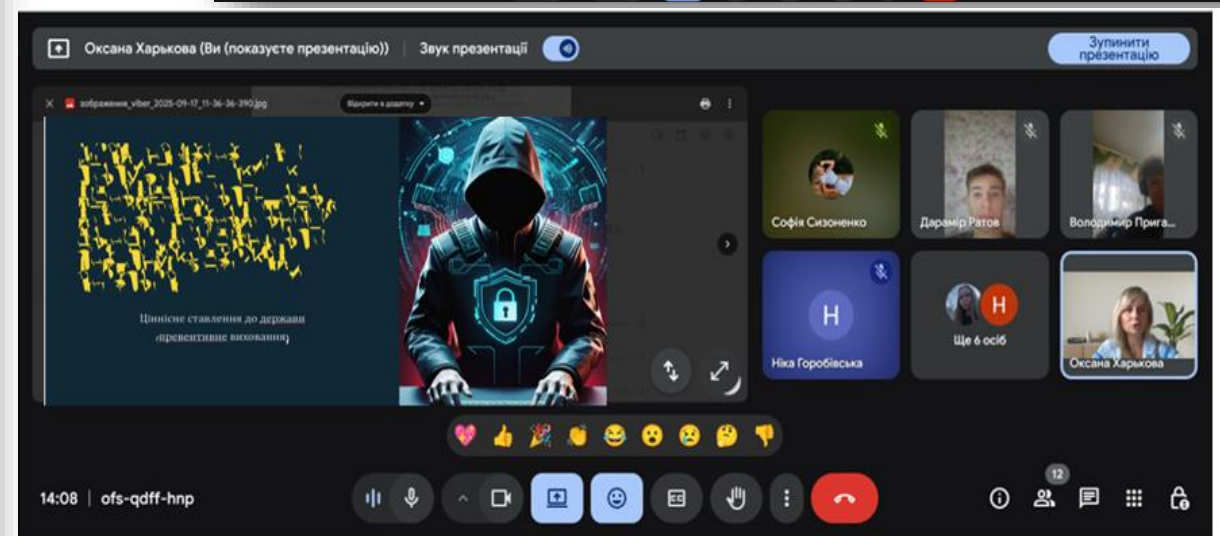 Оксана Харькова (Ви (показуєте презентацію))
Звук презентації
Зупинити презентацію
зображення_viber_2025-09-17_11-36-36-390.jpg
Відкрити в додатку
Ціннісне ставлення до держави
(превентивне виховання)
Софія Сизоненко
Дарамір Ратов
Володимир Прига...
Н
Ніка Горобівська
Н
Ще 6 осіб
Оксана Харькова
12
14:08 | ofs-qdff-hnp
CC